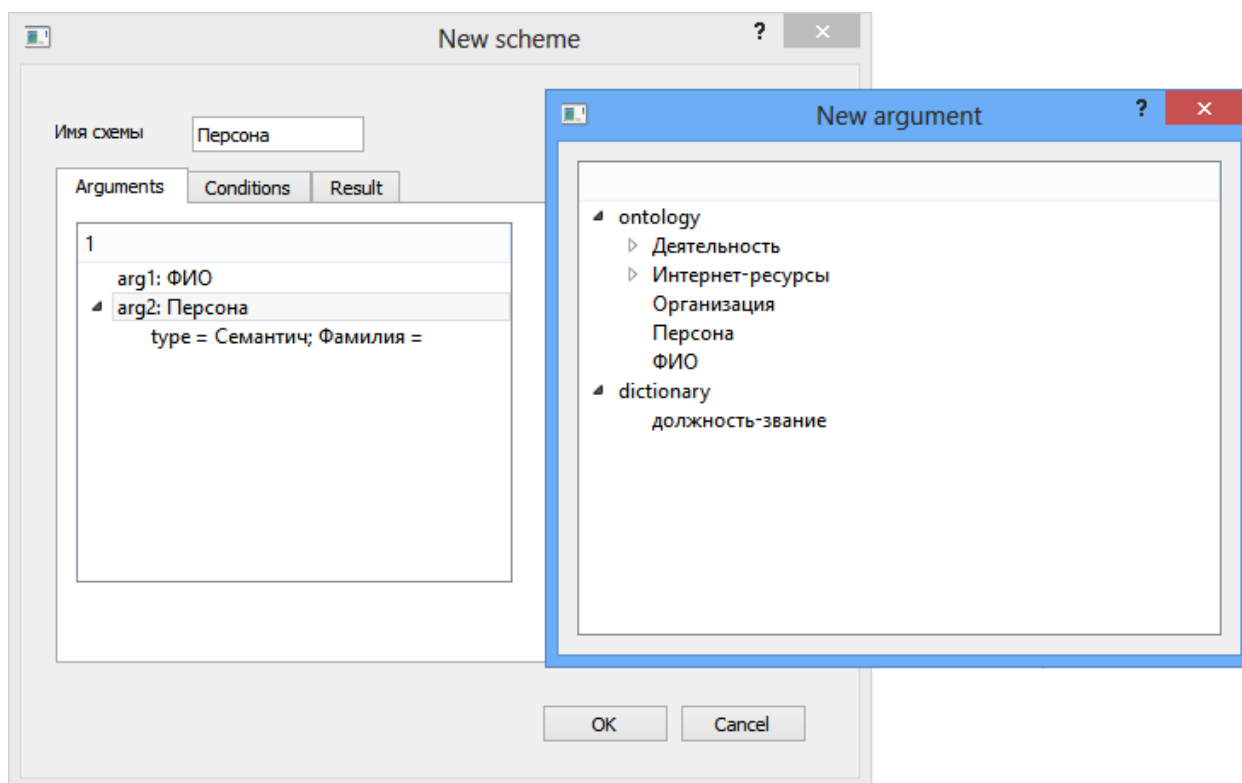 New scheme
?
Имя схемы
Персона
Arguments
Conditions
Result
1
arg1: ФИО
arg2: Персона
type = Семантич; Фамилия =
OK
Cancel
New argument
?
ontology
Деятельность
Интернет-ресурсы
Организация
Персона
ФИО
dictionary
должность-звание